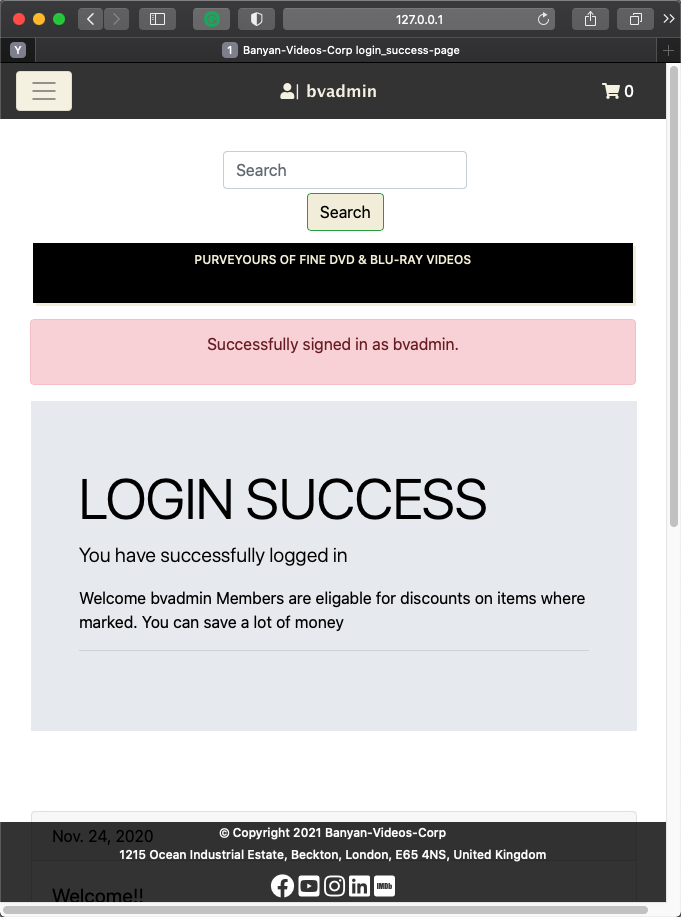 127.0.0.1
Y
1 Banyan-Videos-Corp login_success-page
| bvadmin
0
Search
Search
PURVEYOURS OF FINE DVD & BLU-RAY VIDEOS
Successfully signed in as bvadmin.
LOGIN SUCCESS
You have successfully logged in
Welcome bvadmin Members are eligable for discounts on items where
marked. You can save a lot of money
Nov. 24, 2020
© Copyright 2021 Banyan-Videos-Corp
1215 Ocean Industrial Estate, Beckton, London, E65 4NS, United Kingdom
Welcome!!
IMDb